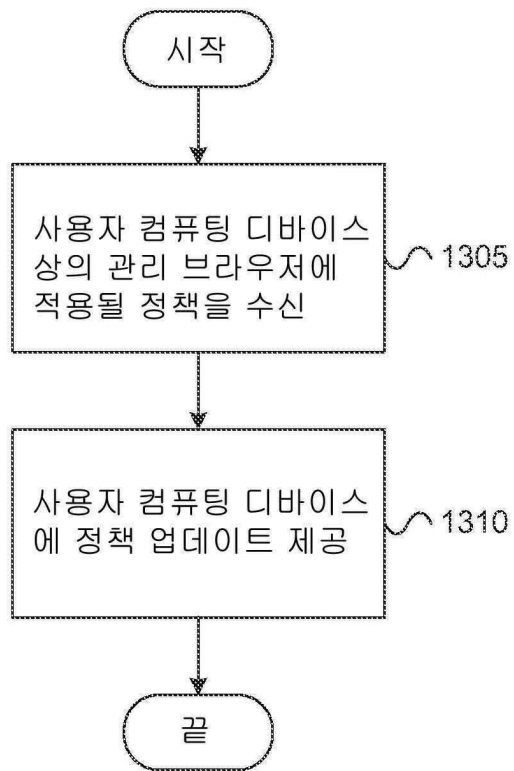 시작
사용자 컴퓨팅 디바이스
상의 관리 브라우저에
적용될 정책을 수신
1305
사용자 컴퓨팅 디바이스
에 정책 업데이트 제공
1310
끝